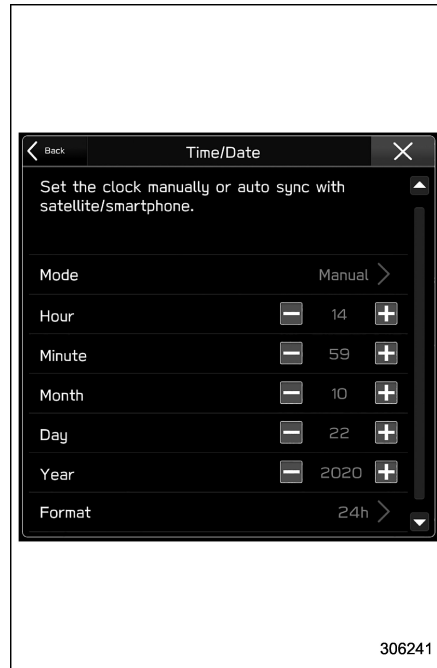 Back Time/Date
Set the clock manually or auto sync with
satellite/smartphone.
Mode Manual
Hour 14
Minute 59
Month 10
Day 22
Year 2020
Format 24h
306241